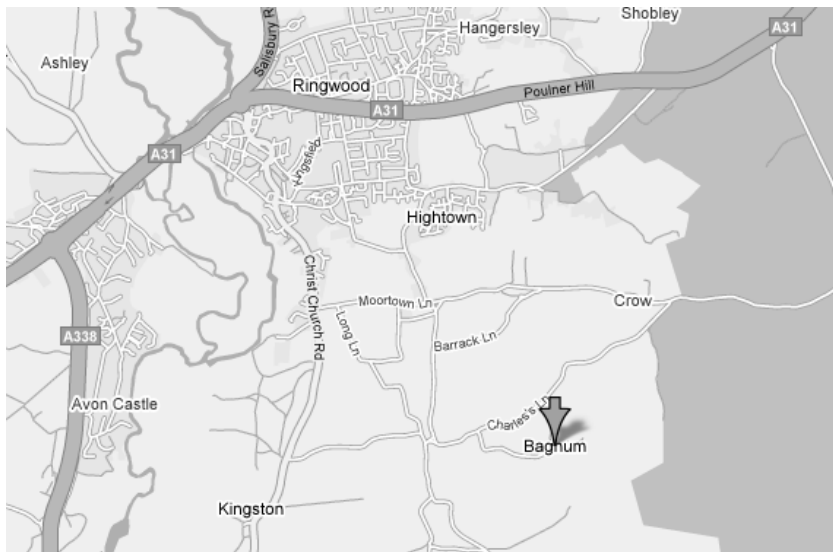 Shobley
A31
Hangersley
Salisbury R
Ashley
Ringwood
Poulner Hill
A31
A31
Kingsfield
Hightown
Christ Church Rd
Moortown Ln
Crow
Long Ln
A338
Barrack Ln
Avon Castle
Charles's Ln
Bagnum
Kingston